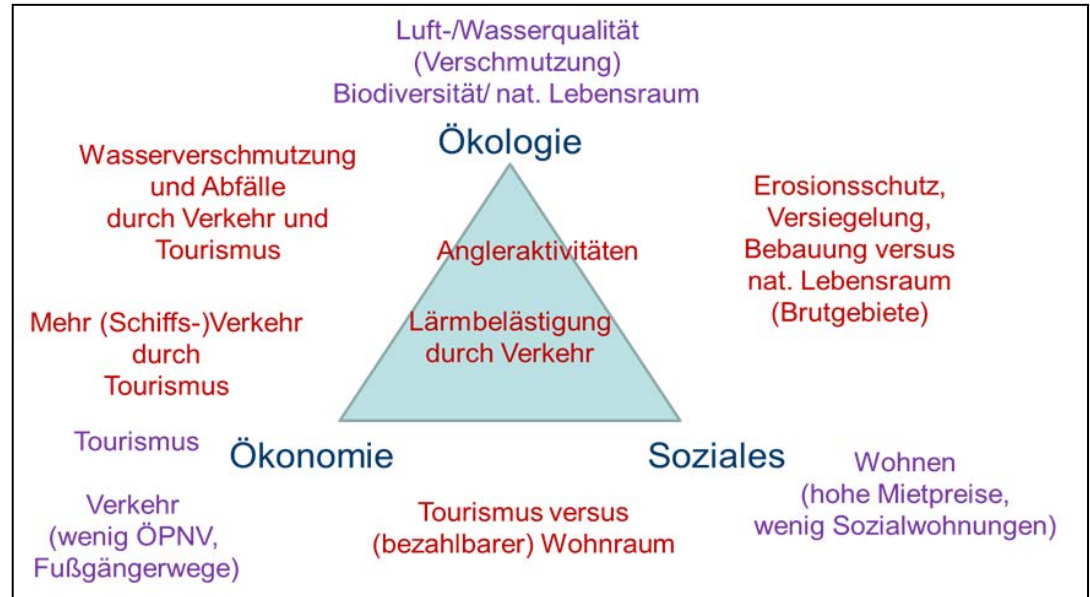 Luft-/Wasserqualität
(Verschmutzung)
Biodiversität/ nat. Lebensraum
Ökologie
Wasserverschmutzung
und Abfälle
durch Verkehr und
Tourismus
Erosionsschutz,
Versiegelung,
Bebauung versus
nat. Lebensraum
(Brutgebiete)
Angleraktivitäten
Mehr (Schiffs-)Verkehr
durch
Tourismus
Lärmbelästigung
durch Verkehr
Tourismus
Ökonomie
Soziales
Verkehr
(wenig ÖPNV,
Fußgängerwege)
Tourismus versus
(bezahlbarer) Wohnraum
Wohnen
(hohe Mietpreise,
wenig Sozialwohnungen)